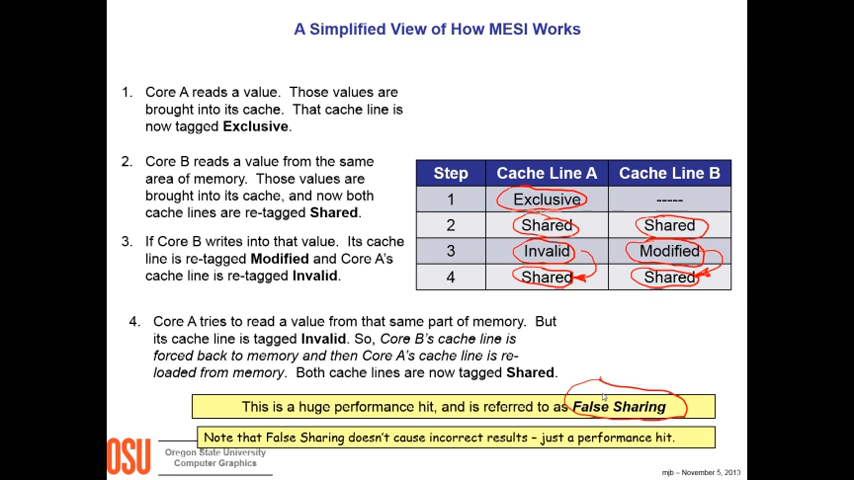 A Simplified View of How MESI Works
1. Core A reads a value. Those values are
brought into its cache. That cache line is
now tagged Exclusive.
2. Core B reads a value from the same
area of memory. Those values are
brought into its cache, and now both
cache lines are re-tagged Shared.
3. If Core B writes into that value. Its cache
line is re-tagged Modified and Core A's
cache line is re-tagged Invalid.
Step Cache Line A Cache Line B
1 Exclusive -----
2 Shared Shared
3 Invalid Modified
4 Shared Shared
4. Core A tries to read a value from that same part of memory. But
its cache line is tagged Invalid. So, Core B's cache line is
forced back to memory and then Core A's cache line is re-
loaded from memory. Both cache lines are now tagged Shared.
This is a huge performance hit, and is referred to as False Sharing
Note that False Sharing doesn't cause incorrect results – just a performance hit.
OSU
Oregon State University
Computer Graphics
mjb – November 5, 2013